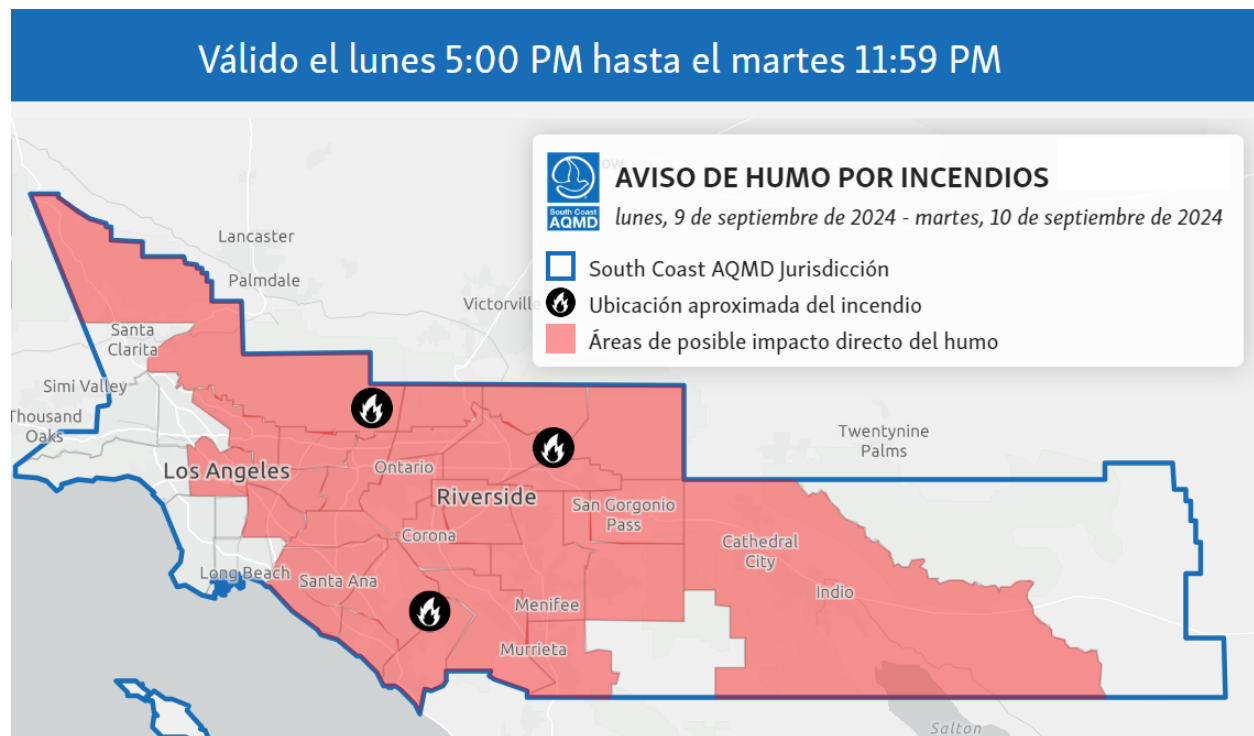 Válido el lunes 5:00 PM hasta el martes 11:59 PM
AVISO DE HUMO POR INCENDIOS
South Coast
AQMD
lunes, 9 de septiembre de 2024 - martes, 10 de septiembre de 2024
South Coast AQMD Jurisdicción
Ubicación aproximada del incendio
Áreas de posible impacto directo del humo
Lancaster
Palmdale
Victorville
Santa
Clarita
Simi Valley
Thousand
Oaks
Twentynine
Palms
Los Angeles
Ontario
Riverside
San Gorgonio
Pass
Corona
Cathedral
City
Long Beach
Santa Ana
Indio
Menifee
Murrieta
Salton